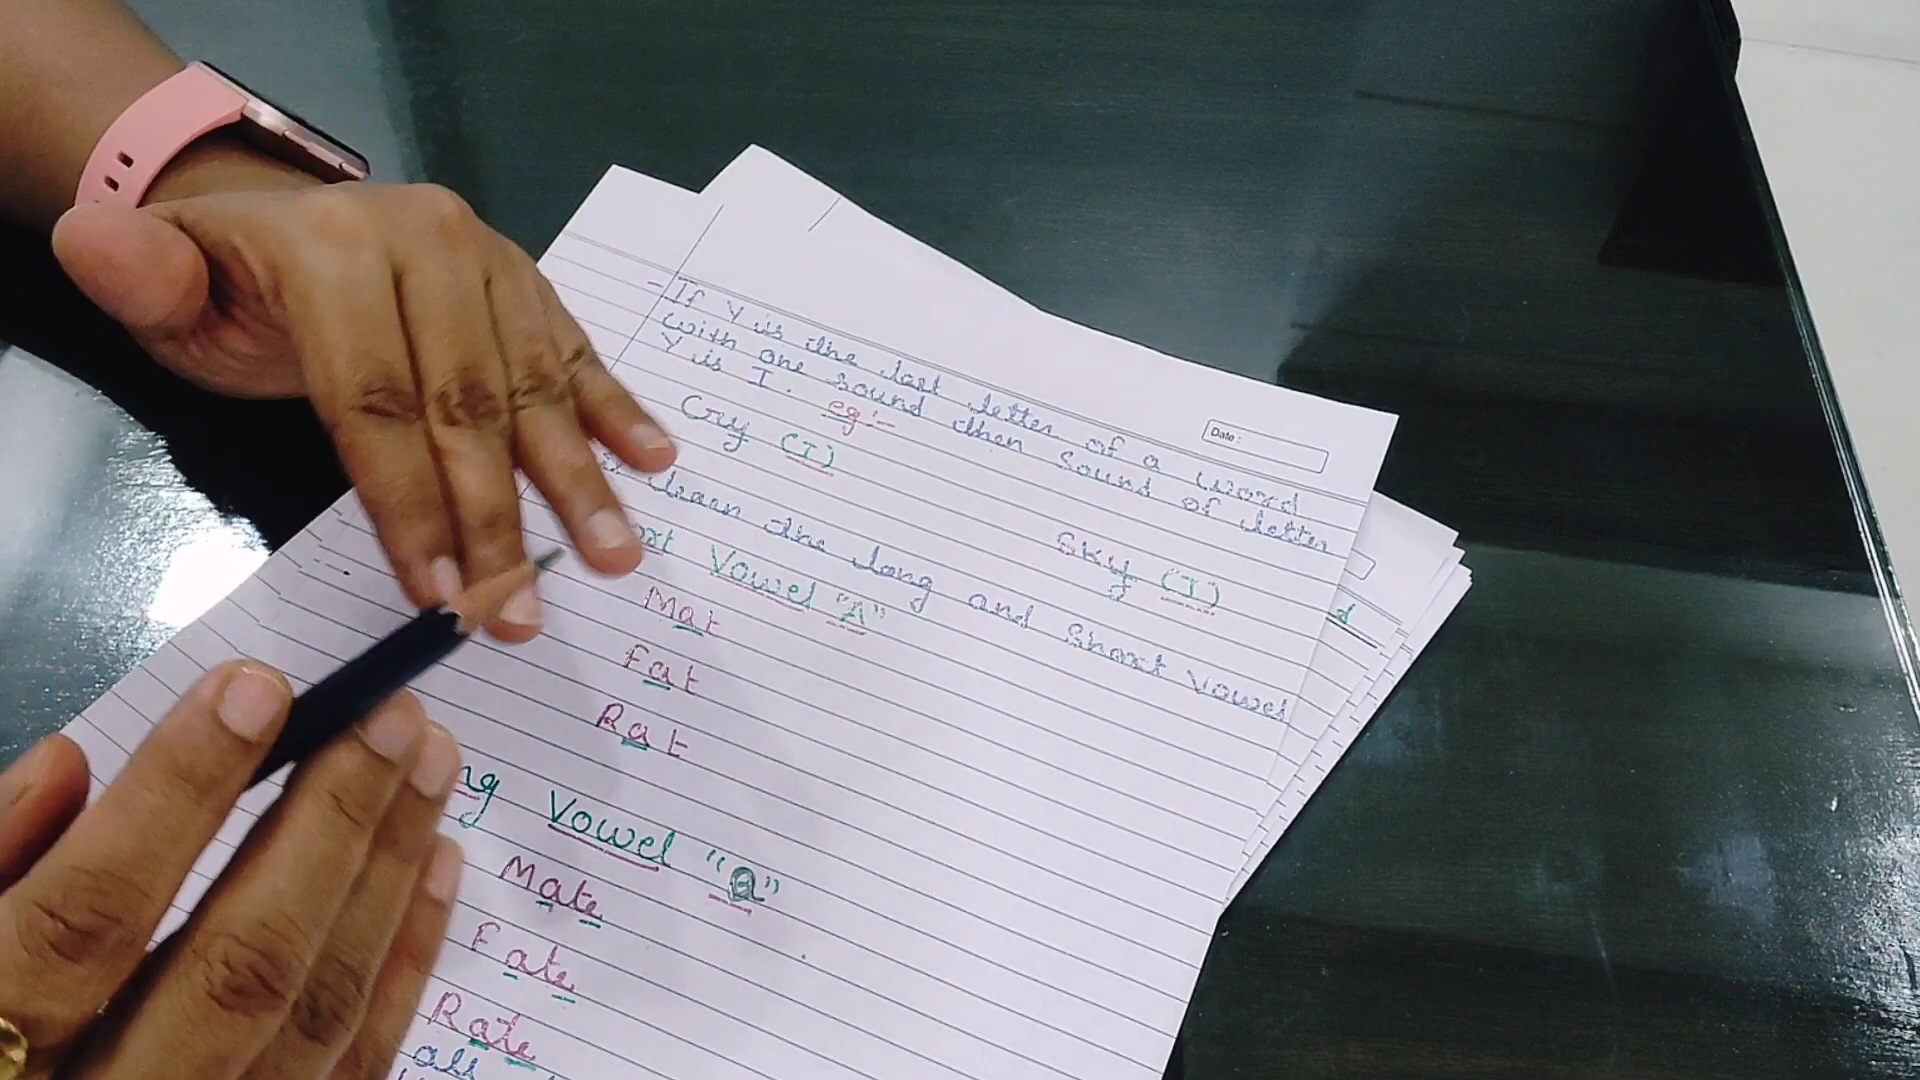 Date :
- If Y is the last letter of a word
with one sound then sound of letter
Y is I. eg:-
Cry (I) Sky (I)
learn the long and short vowel
Vowel "A"
Mat
Fat
Rat
Vowel "a"
Mate
Fate
Rate
all